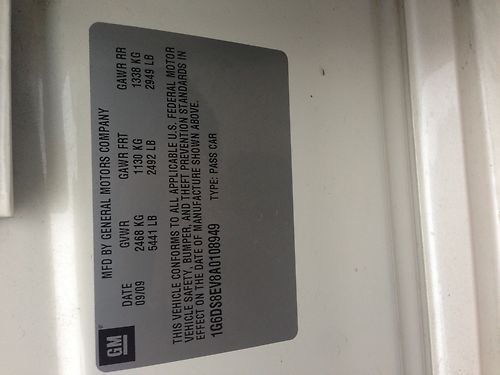 GM
MFD BY GENERAL MOTORS COMPANY
DATE GVWR GAWR FRT GAWR RR
09/09 2468 KG 1130 KG 1338 KG
5441 LB 2492 LB 2949 LB
THIS VEHICLE CONFORMS TO ALL APPLICABLE U.S. FEDERAL MOTOR
VEHICLE SAFETY, BUMPER, AND THEFT PREVENTION STANDARDS IN
EFFECT ON THE DATE OF MANUFACTURE SHOWN ABOVE.
1G6DS8EV8A0108949 TYPE: PASS CAR